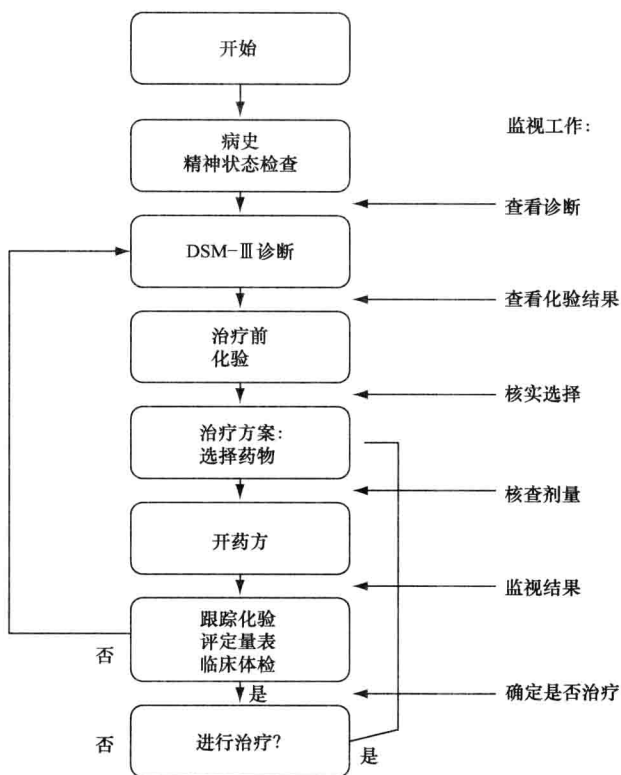 开始
病史
精神状态检查
监视工作：
查看诊断
DSM-Ⅲ诊断
查看化验结果
治疗前
化验
核实选择
治疗方案：
选择药物
核查剂量
开药方
监视结果
跟踪化验
评定量表
临床体检
否
是
确定是否治疗
否
进行治疗？
是